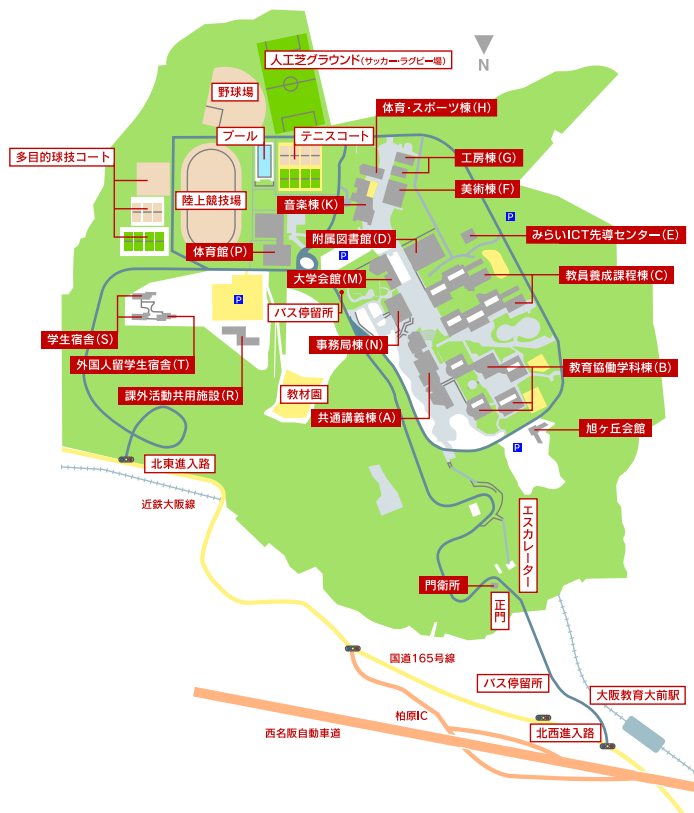 人工芝グラウンド(サッカー・ラグビー場)
N
野球場
体育・スポーツ棟(H)
プール
テニスコート
多目的球技コート
工房棟(G)
美術棟(F)
陸上競技場
音楽棟(K)
P
みらいICT先導センター(E)
附属図書館(D)
体育館(P)
P
大学会館(M)
教員養成課程棟(C)
P
バス停留所
学生宿舎(S)
事務局棟(N)
外国人留学生宿舎(T)
教育協働学科棟(B)
課外活動共用施設(R)
教材園
共通講義棟(A)
旭ヶ丘会館
P
北東進入路
近鉄大阪線
エスカレーター
門衛所
正門
国道165号線
バス停留所
大阪教育大前駅
柏原IC
西名阪自動車道
北西進入路